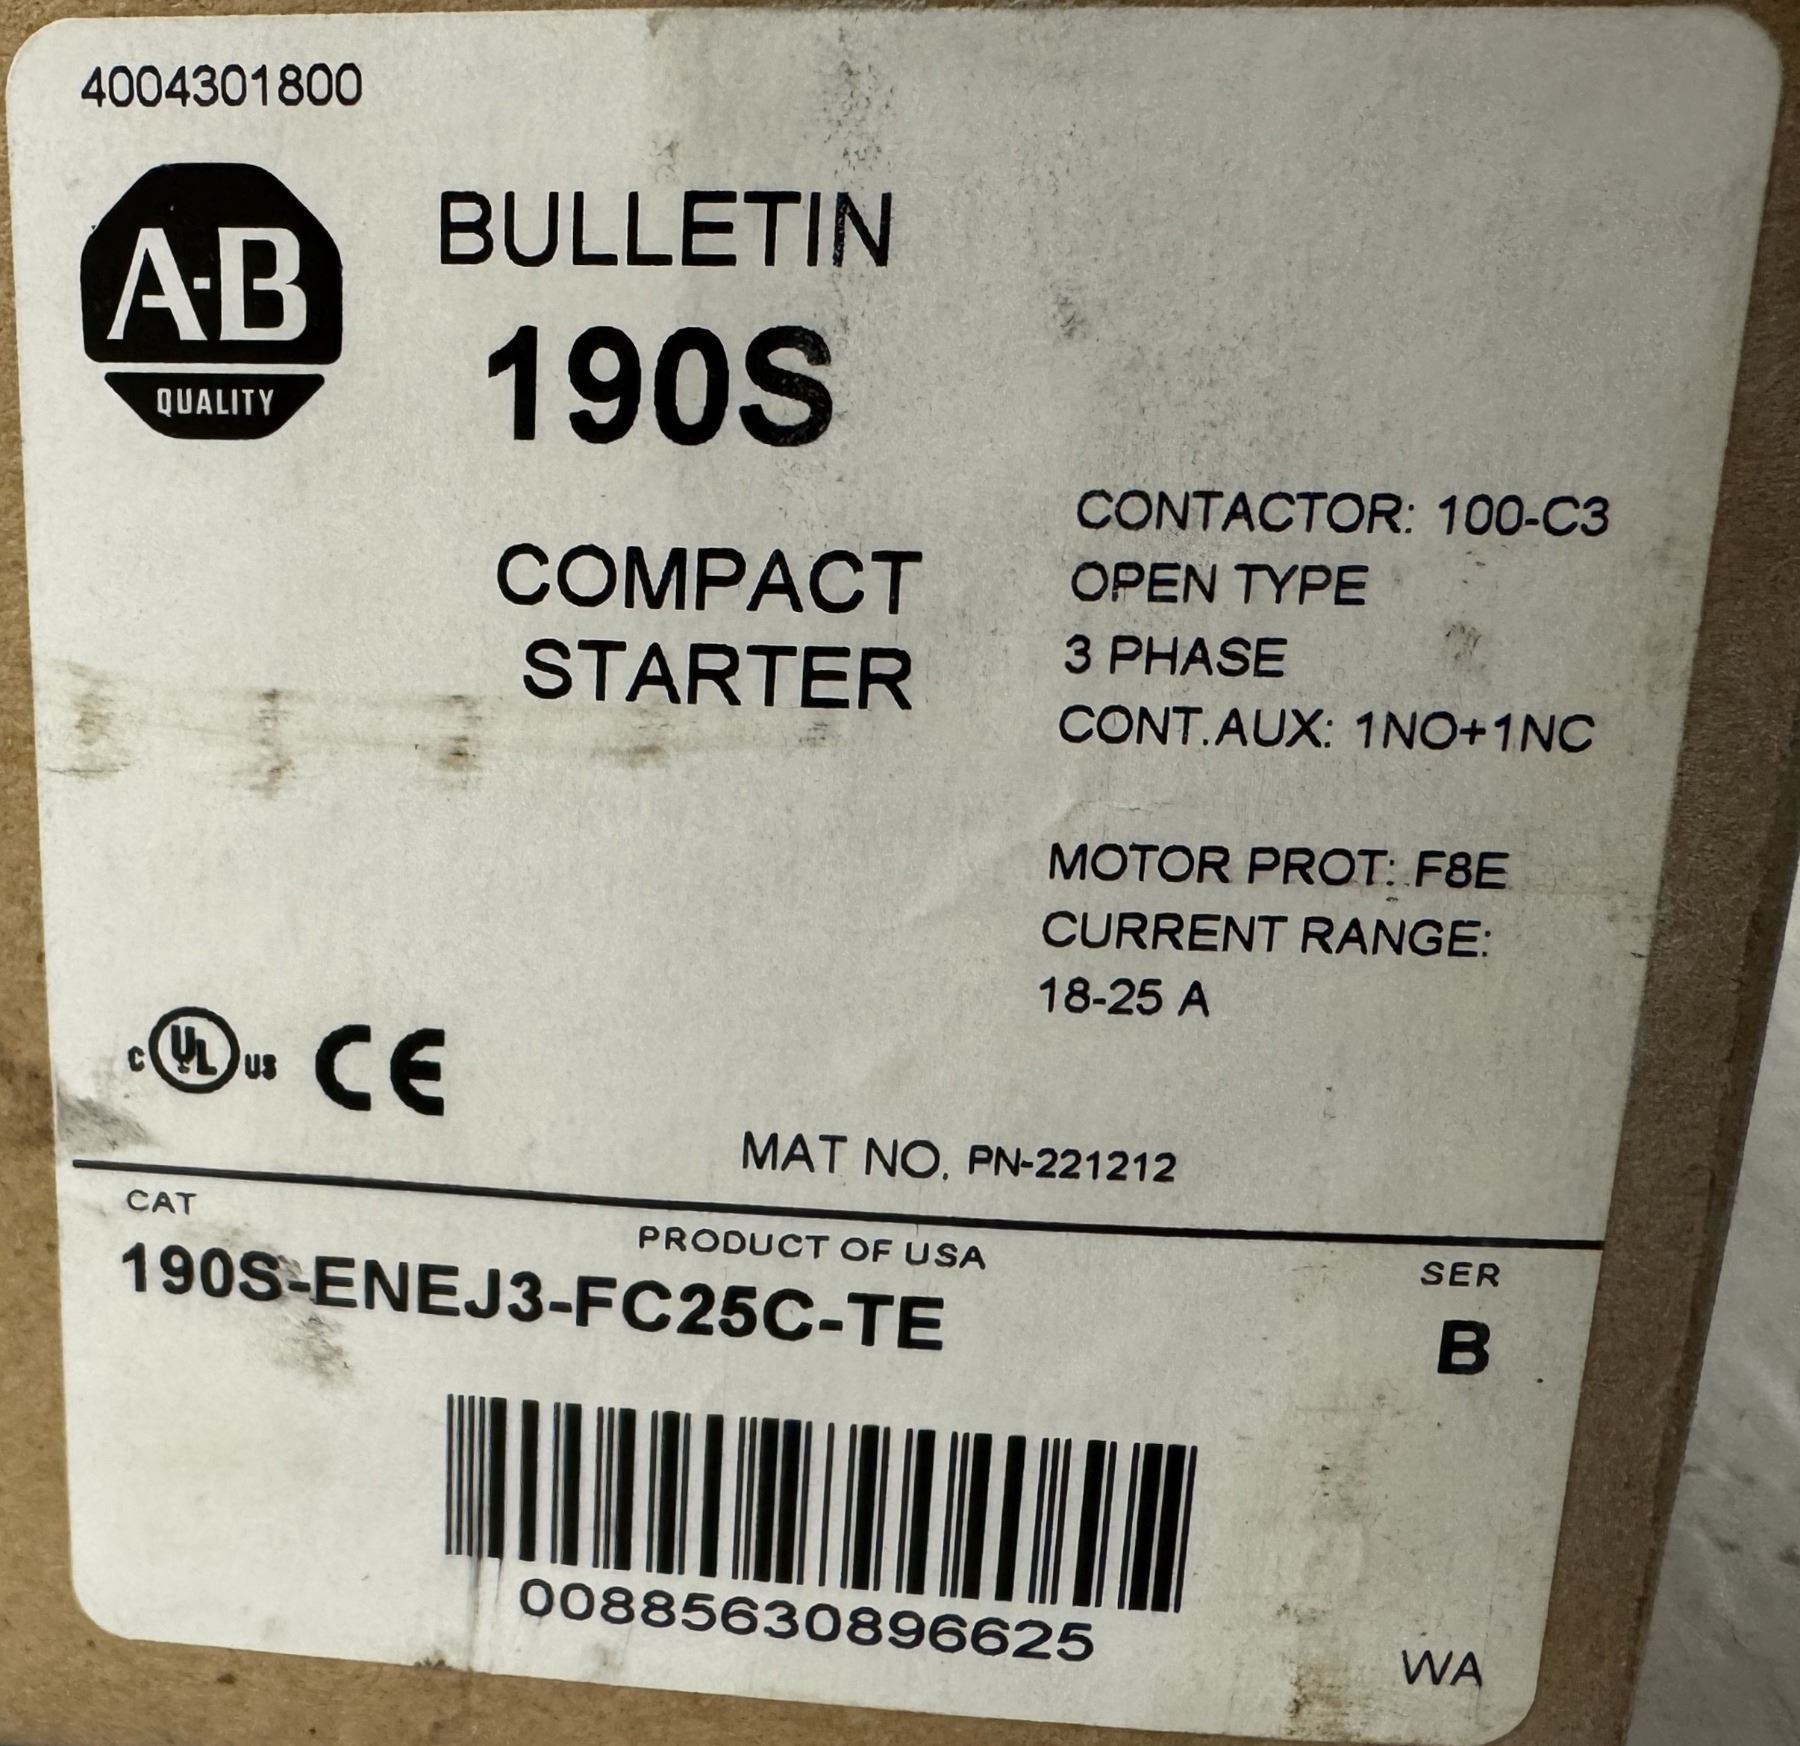 4004301800
A-B
QUALITY
BULLETIN
190S
COMPACT
STARTER
CONTACTOR: 100-C3
OPEN TYPE
3 PHASE
CONT.AUX: 1NO+1NC
MOTOR PROT: F8E
CURRENT RANGE:
18-25 A
C UL US CE
MAT NO. PN-221212
CAT
PRODUCT OF USA
SER
190S-ENEJ3-FC25C-TE
B
00885630896625
WA